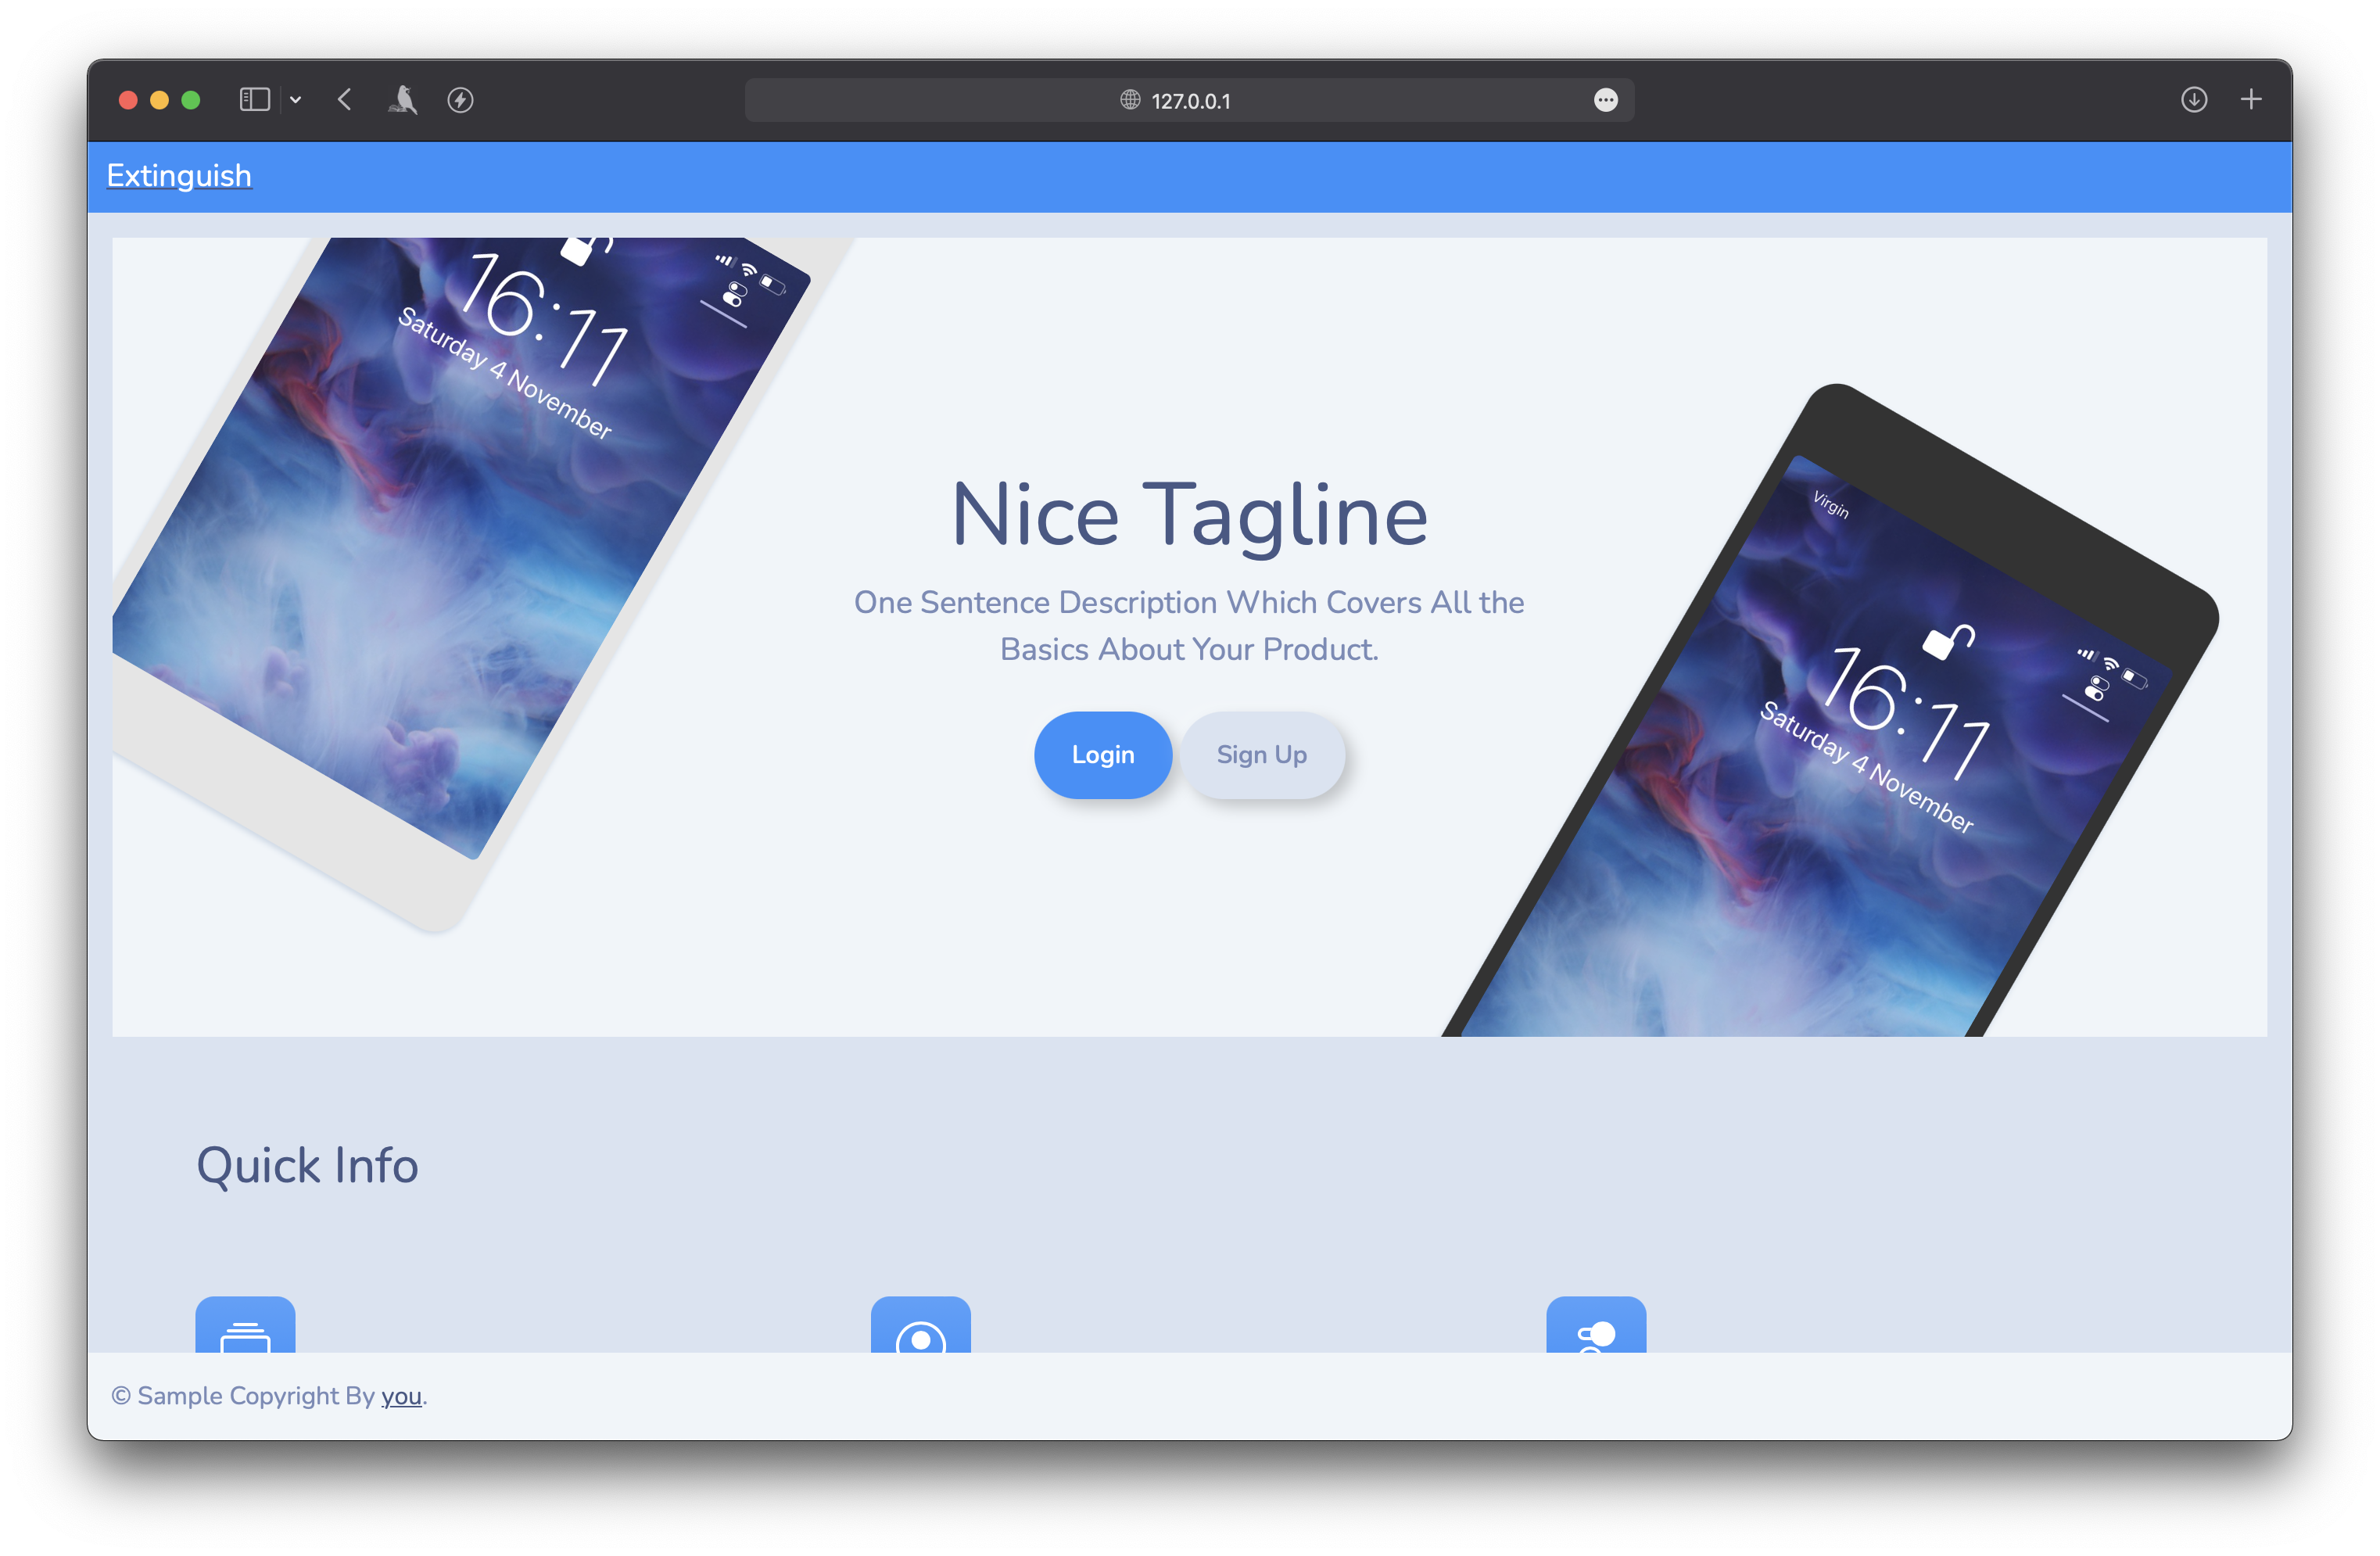 127.0.0.1
Extinguish
16:11
Saturday 4 November
Nice Tagline
One Sentence Description Which Covers All the
Basics About Your Product.
Login
Sign Up
Virgin
16:11
Saturday 4 November
Quick Info
© Sample Copyright By you.